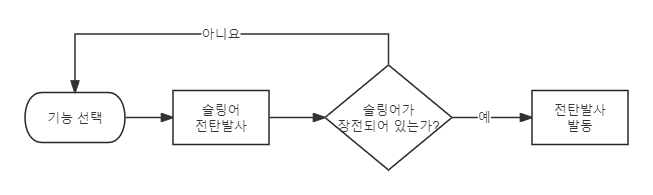 아니요
기능 선택
슬링어
전탄발사
슬링어가
장전되어 있는가?
예
전탄발사
발동